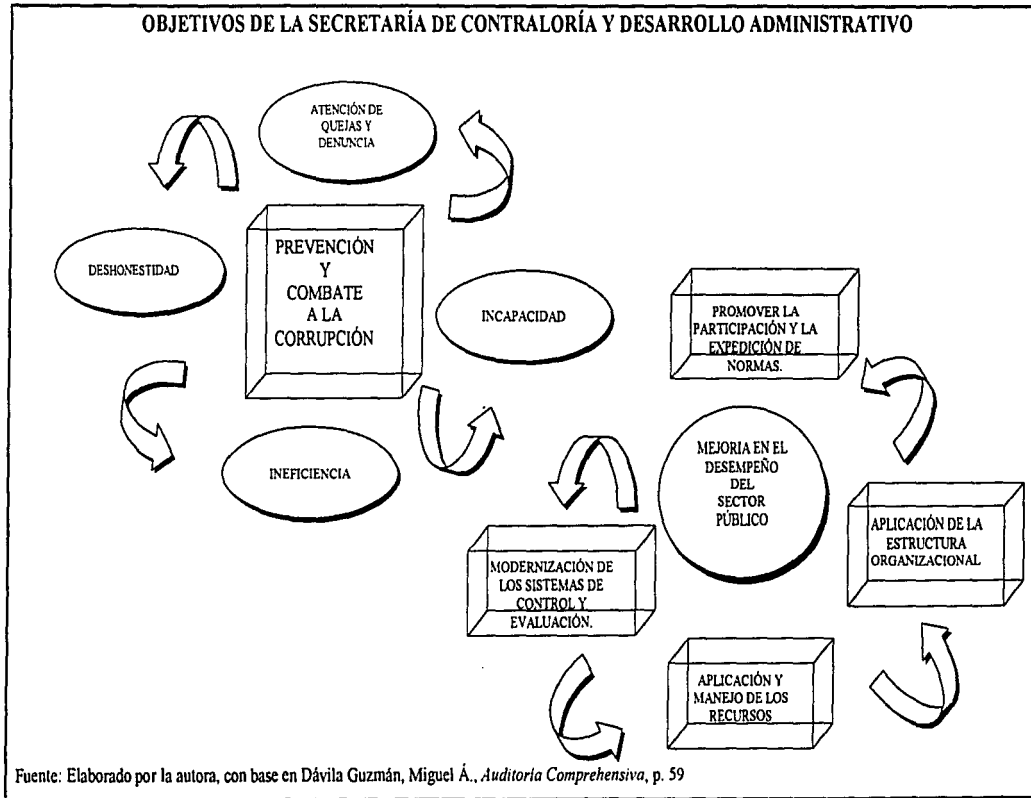 OBJETIVOS DE LA SECRETARÍA DE CONTRALORÍA Y DESARROLLO ADMINISTRATIVO
ATENCIÓN DE
QUEJAS Y
DENUNCIA
DESHONESTIDAD
PREVENCIÓN
Y
COMBATE
A LA
CORRUPCIÓN
INCAPACIDAD
INEFICIENCIA
PROMOVER LA
PARTICIPACIÓN Y LA
EXPEDICIÓN DE
NORMAS.
MEJORIA EN EL
DESEMPEÑO
DEL
SECTOR
PÚBLICO
MODERNIZACIÓN DE
LOS SISTEMAS DE
CONTROL Y
EVALUACIÓN.
APLICACIÓN DE LA
ESTRUCTURA
ORGANIZACIONAL
APLICACIÓN Y
MANEJO DE LOS
RECURSOS
Fuente: Elaborado por la autora, con base en Dávila Guzmán, Miguel Á., Auditoría Comprehensiva, p. 59